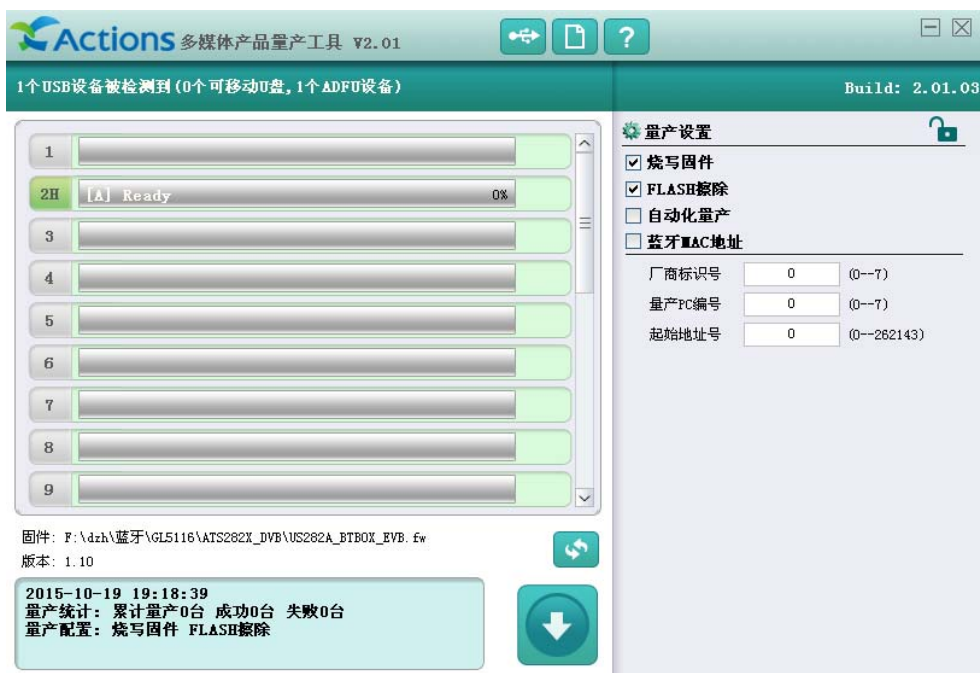 Actions 多媒体产品量产工具 V2.01
?
1个USB设备被检测到(0个可移动U盘,1个ADFU设备)
Build: 2.01.03
1
2H [A] Ready 0%
3
4
5
6
7
8
9
固件: F:\dzh\蓝牙\GL5116\ATS282X_DVB\US282A_BTBOX_EVB.fw
版本: 1.10
2015-10-19 19:18:39
量产统计: 累计量产0台 成功0台 失败0台
量产配置: 烧写固件 FLASH擦除
量产设置
烧写固件
FLASH擦除
自动化量产
蓝牙MAC地址
厂商标识号 0 (0--7)
量产PC编号 0 (0--7)
起始地址号 0 (0--262143)